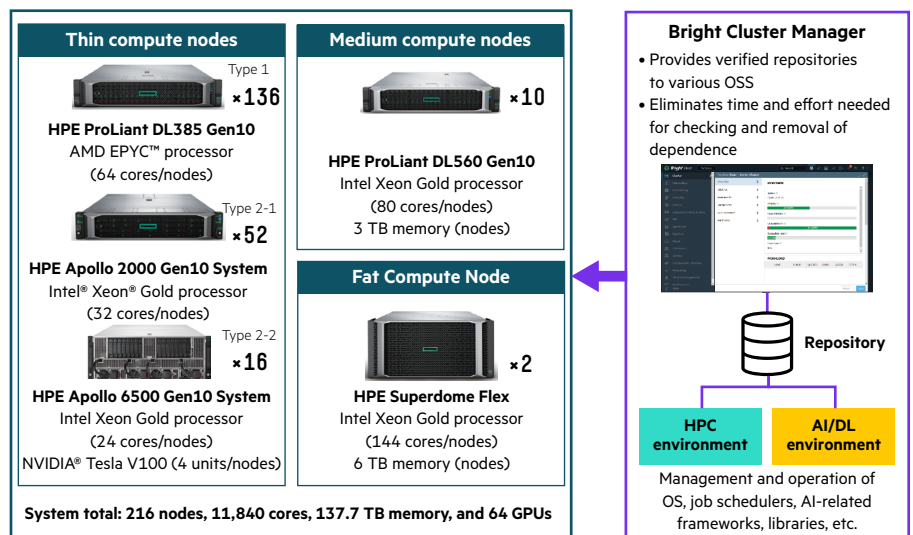 Thin compute nodes
Type 1
×136
HPE ProLiant DL385 Gen10
AMD EPYC™ processor
(64 cores/nodes)
Type 2-1
×52
HPE Apollo 2000 Gen10 System
Intel® Xeon® Gold processor
(32 cores/nodes)
Type 2-2
×16
HPE Apollo 6500 Gen10 System
Intel Xeon Gold processor
(24 cores/nodes)
NVIDIA® Tesla V100 (4 units/nodes)
Medium compute nodes
×10
HPE ProLiant DL560 Gen10
Intel Xeon Gold processor
(80 cores/nodes)
3 TB memory (nodes)
Fat Compute Node
×2
HPE Superdome Flex
Intel Xeon Gold processor
(144 cores/nodes)
6 TB memory (nodes)
System total: 216 nodes, 11,840 cores, 137.7 TB memory, and 64 GPUs
Bright Cluster Manager
• Provides verified repositories
to various OSS
• Eliminates time and effort needed
for checking and removal of
dependence
Bright
Repository
HPC
environment
AI/DL
environment
Management and operation of
OS, job schedulers, AI-related
frameworks, libraries, etc.